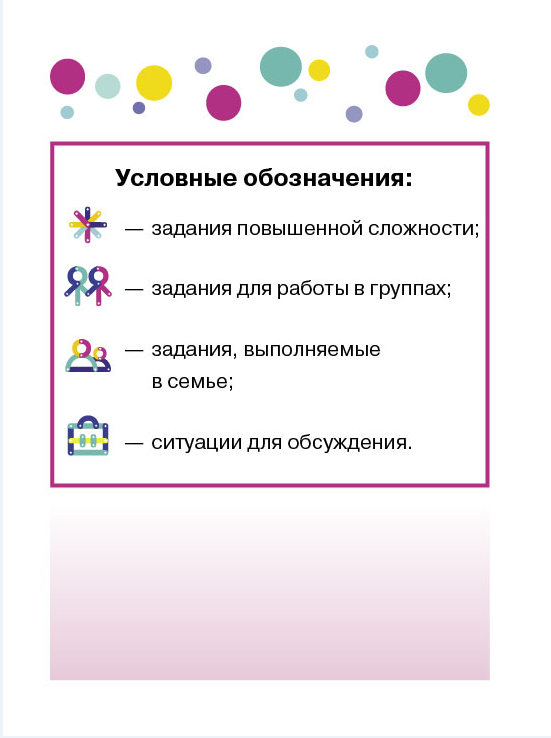 Условные обозначения:
— задания повышенной сложности;
— задания для работы в группах;
— задания, выполняемые
в семье;
— ситуации для обсуждения.